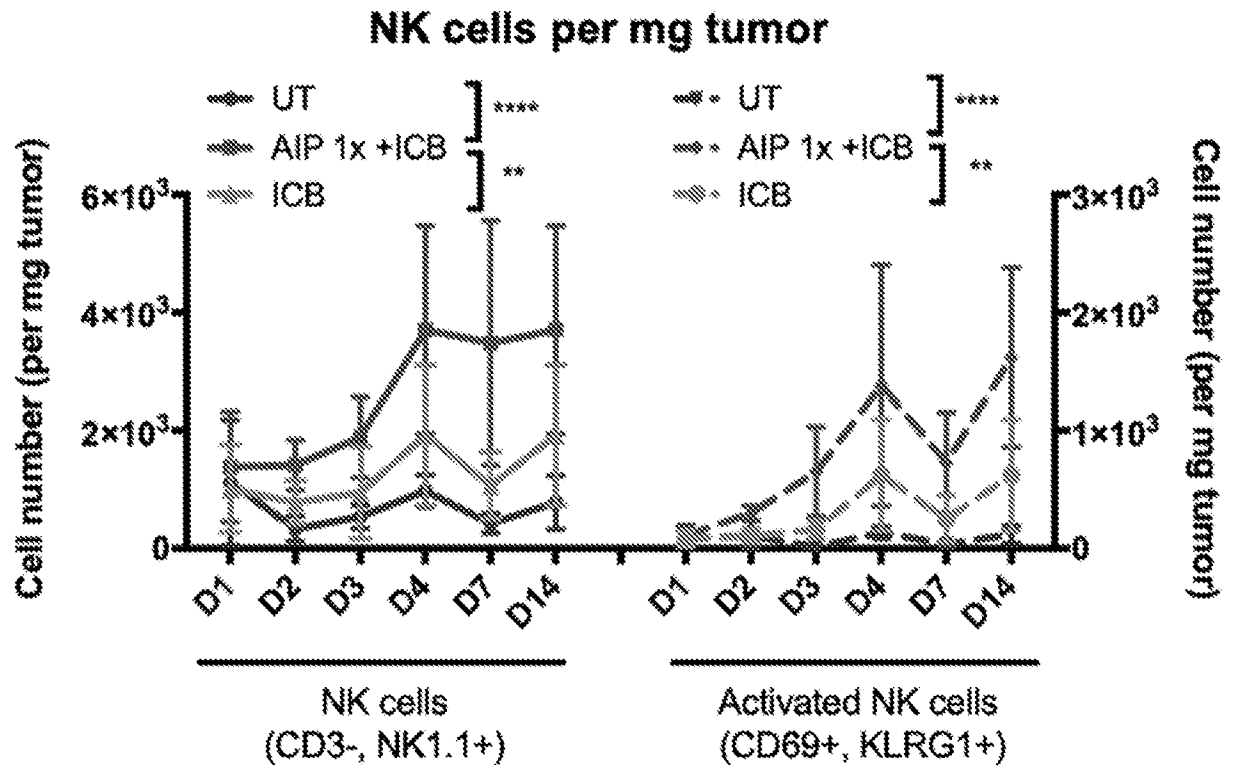 NK cells per mg tumor
UT
AIP 1x +ICB
ICB
****
**
UT
AIP 1x +ICB
ICB
****
**
Cell number (per mg tumor)
6×10³
4×10³
2×10³
0
3×10³
2×10³
1×10³
0
Cell number (per mg tumor)
D1
D2
D3
D4
D7
D14
D1
D2
D3
D4
D7
D14
NK cells
(CD3-, NK1.1+)
Activated NK cells
(CD69+, KLRG1+)